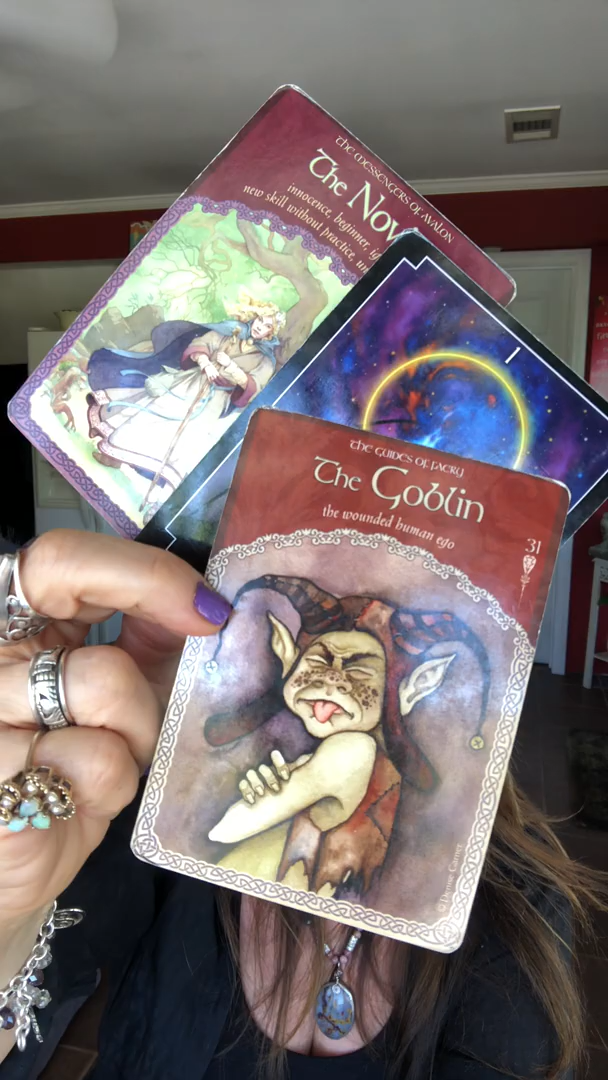 The Messengers of Avalon
The Nov
innocence, beginner, ig
new skill without practice, un
I
The Guides of Faery
The Goblin
the wounded human ego
31